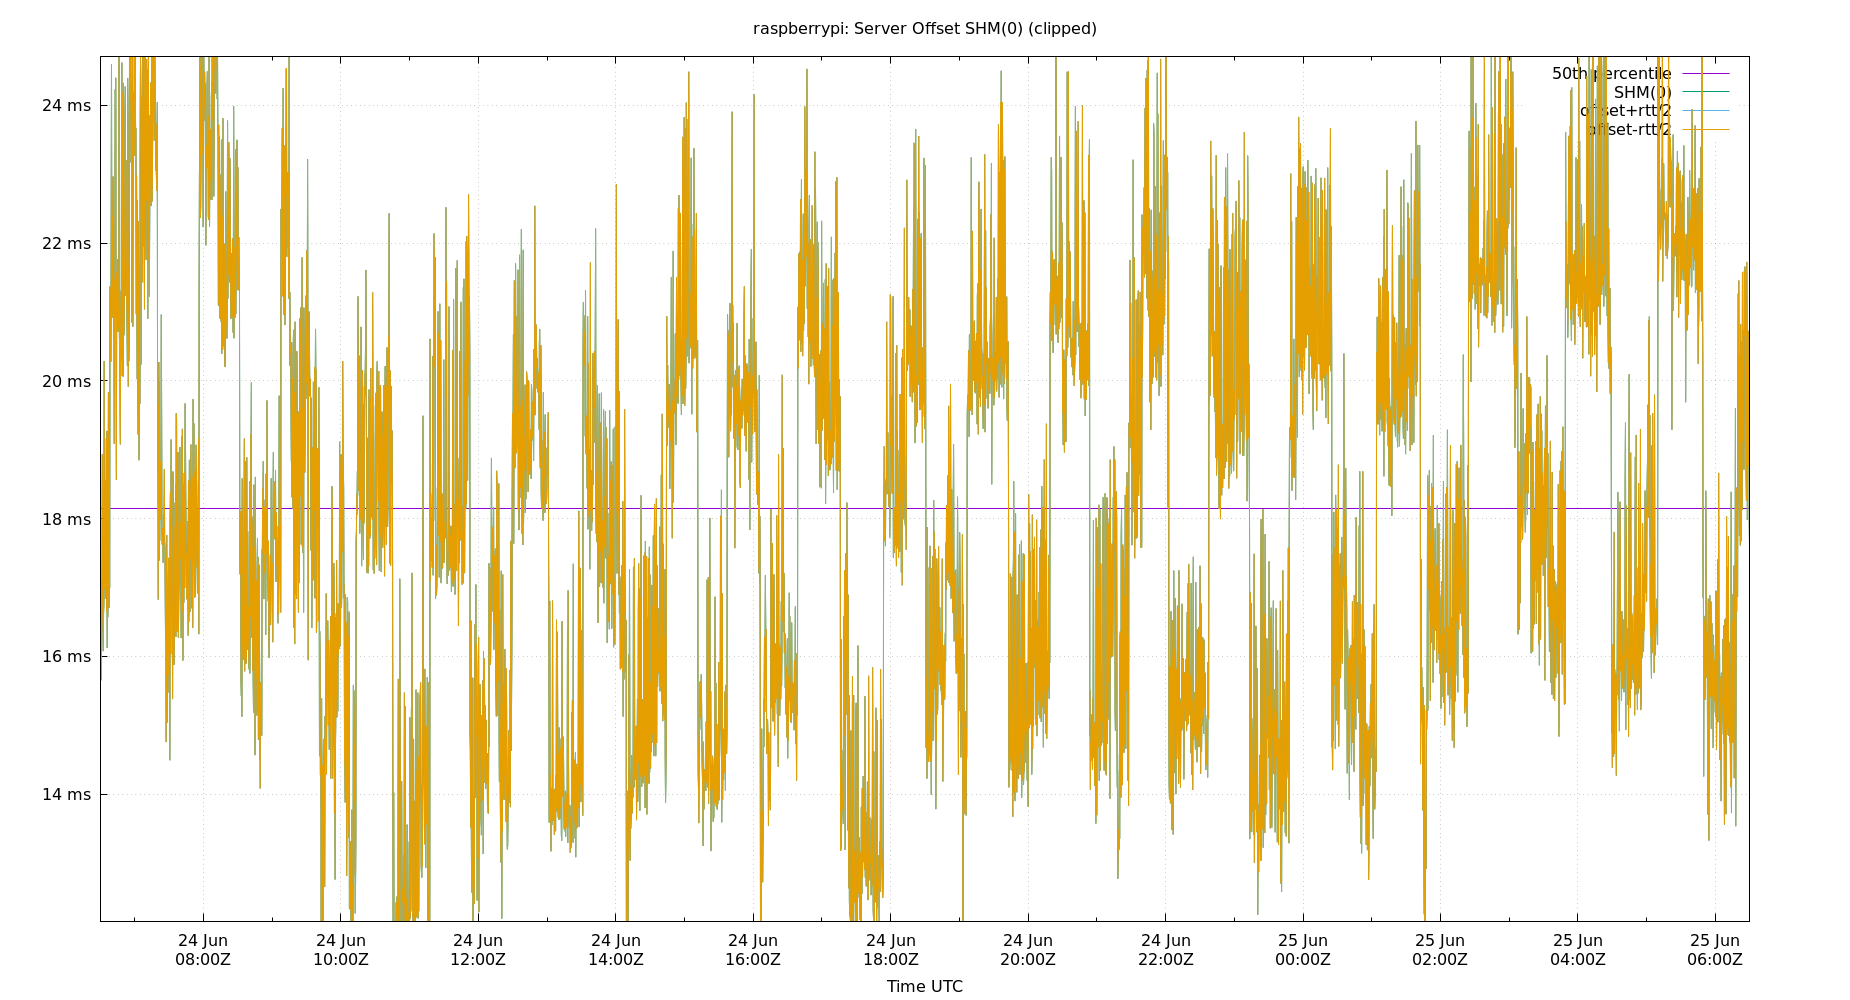 raspberrypi: Server Offset SHM(0) (clipped)
50th percentile
SHM(0)
offset+rtt/2
offset-rtt/2
24 ms
22 ms
20 ms
18 ms
16 ms
14 ms
24 Jun 24 Jun 24 Jun 24 Jun 24 Jun 24 Jun 24 Jun 24 Jun 25 Jun 25 Jun 25 Jun 25 Jun
08:00Z 10:00Z 12:00Z 14:00Z 16:00Z 18:00Z 20:00Z 22:00Z 00:00Z 02:00Z 04:00Z 06:00Z
Time UTC